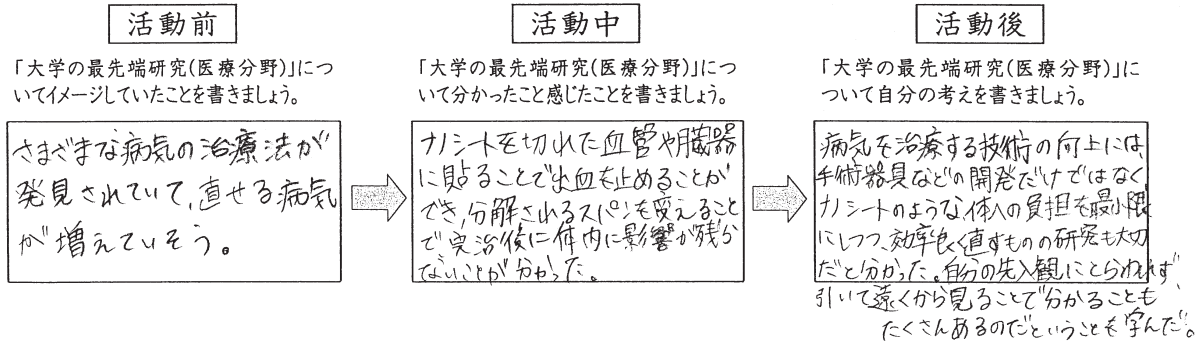 活動前
「大学の最先端研究(医療分野)」につ
いてイメージしていたことを書きましょう。
さまざまな病気の治療法が
発見されていて、直せる病気
が増えていそう。
活動中
「大学の最先端研究(医療分野)」につ
いて分かったこと感じたことを書きましょう。
ナノシートを切れた血管や臓器
に貼ることで出血を止めることが
でき、分解されるスパンを変えること
で完治後に体内に影響が残ら
ないことが分かった。
活動後
「大学の最先端研究(医療分野)」に
ついて自分の考えを書きましょう。
病気を治療する技術の向上には、
手術器具などの開発だけではなく、
ナノシートのような、体への負担を最小限
にしつつ、効率良く直すものの研究も大切
だと分かった。自分の先入観にとらわれず、
引いて遠くから見ることで分かることも
たくさんあるのだということも学んだ。